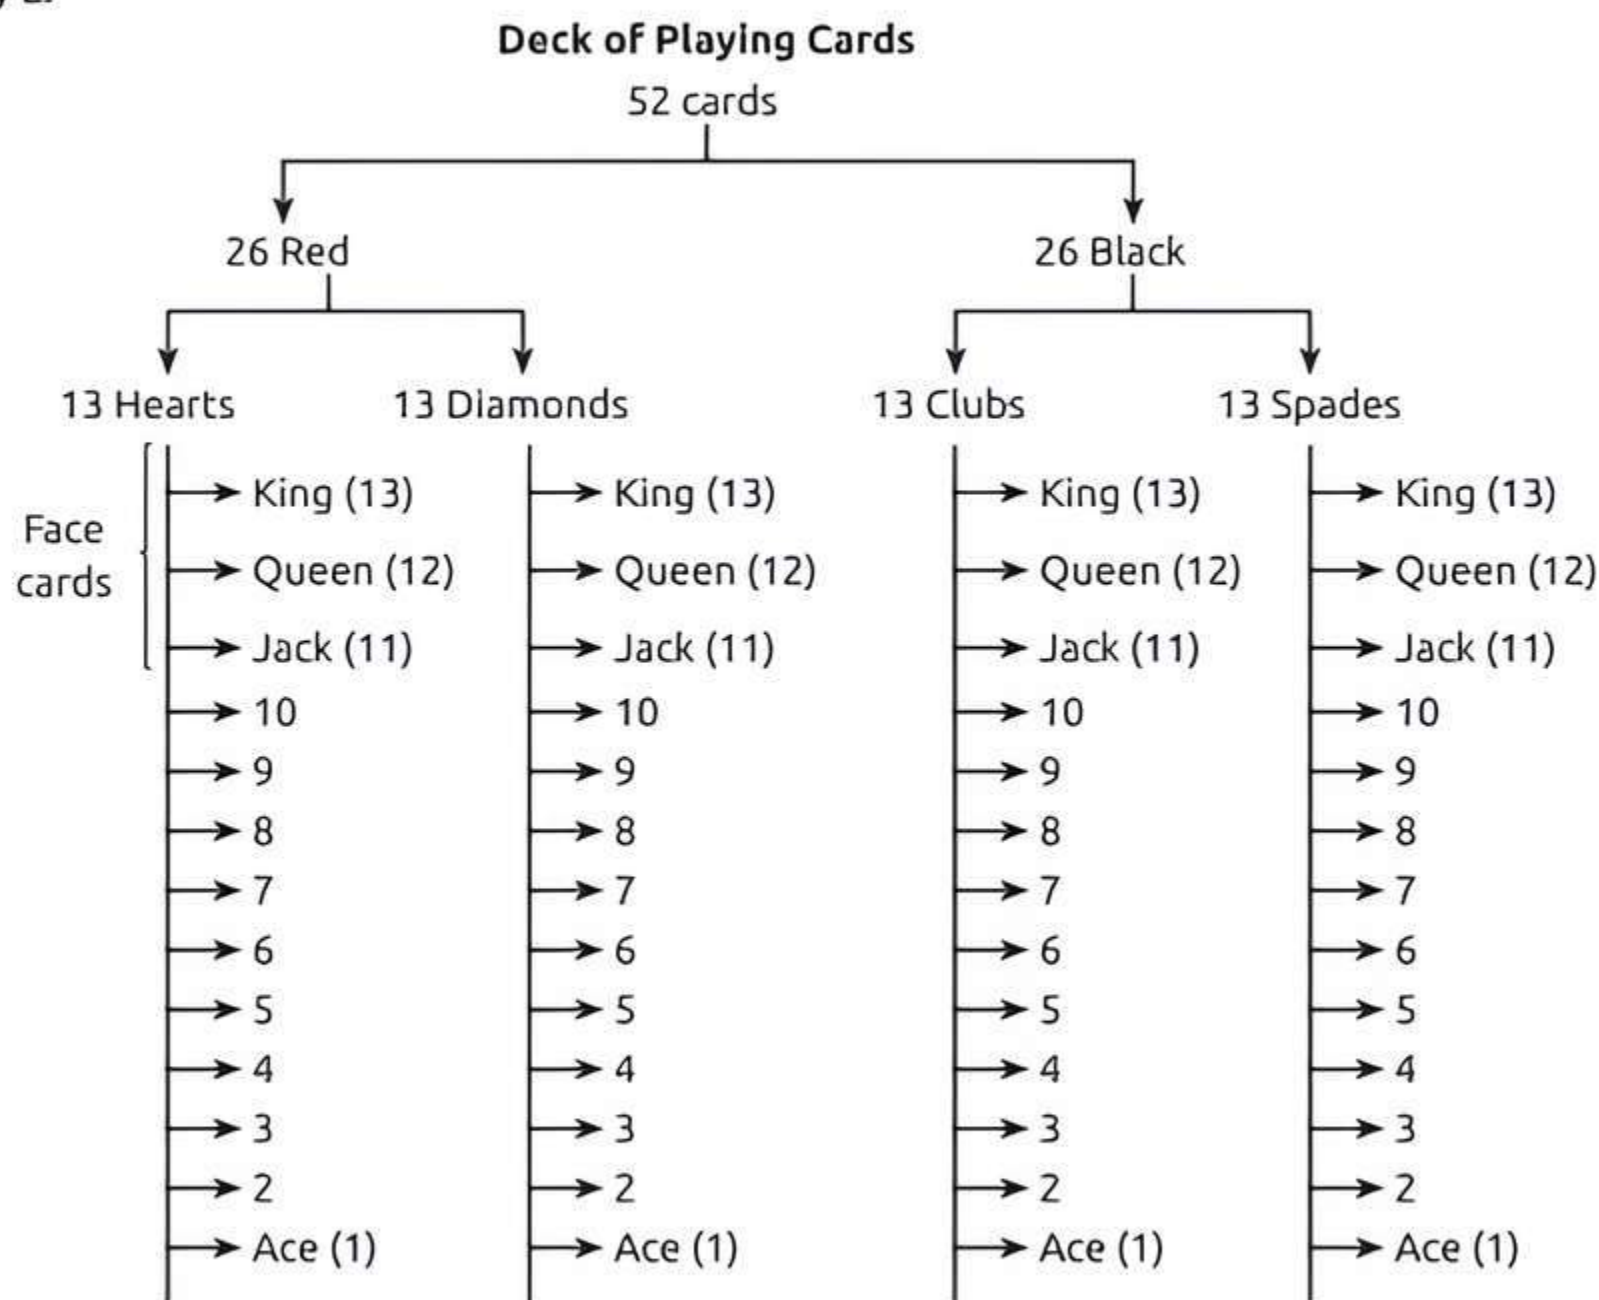 Deck of Playing Cards
52 cards
26 Red 26 Black
13 Hearts 13 Diamonds 13 Clubs 13 Spades
Face cards
King (13) King (13) King (13) King (13)
Queen (12) Queen (12) Queen (12) Queen (12)
Jack (11) Jack (11) Jack (11) Jack (11)
10 10 10 10
9 9 9 9
8 8 8 8
7 7 7 7
6 6 6 6
5 5 5 5
4 4 4 4
3 3 3 3
2 2 2 2
Ace (1) Ace (1) Ace (1) Ace (1)